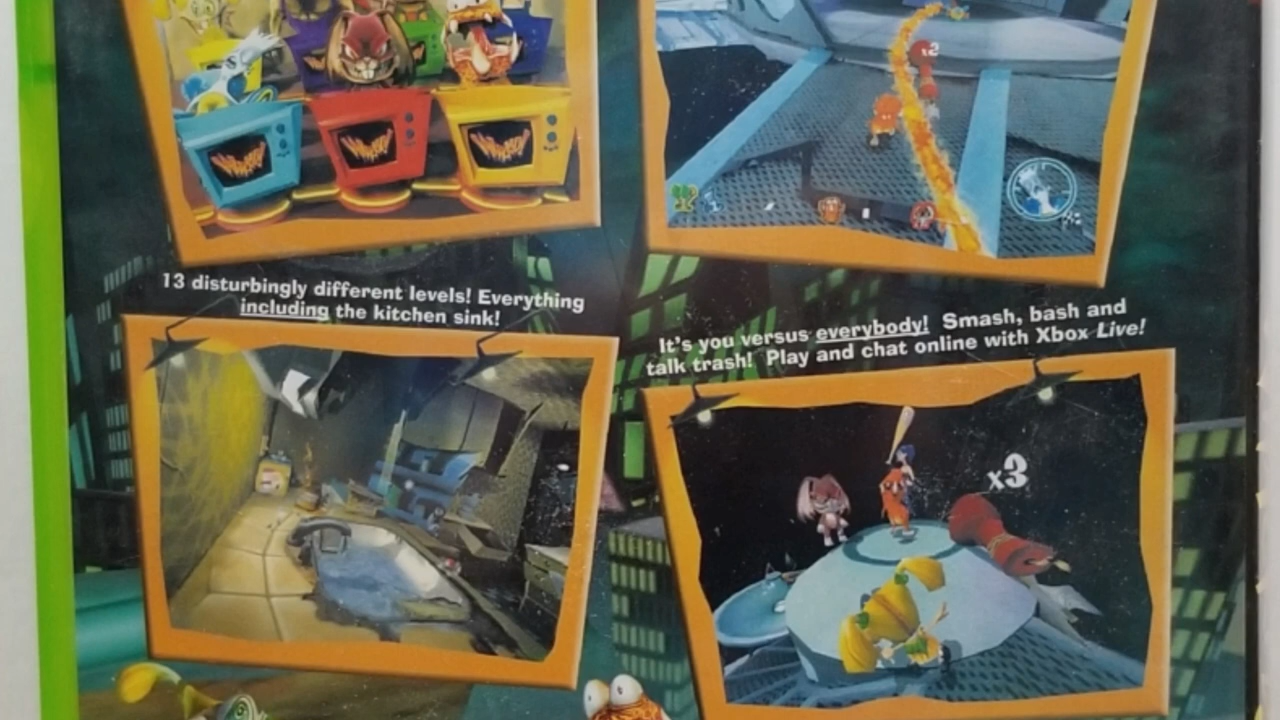 x2
13 disturbingly different levels! Everything
including the kitchen sink!
It's you versus everybody! Smash, bash and
talk trash! Play and chat online with Xbox Live!
x3